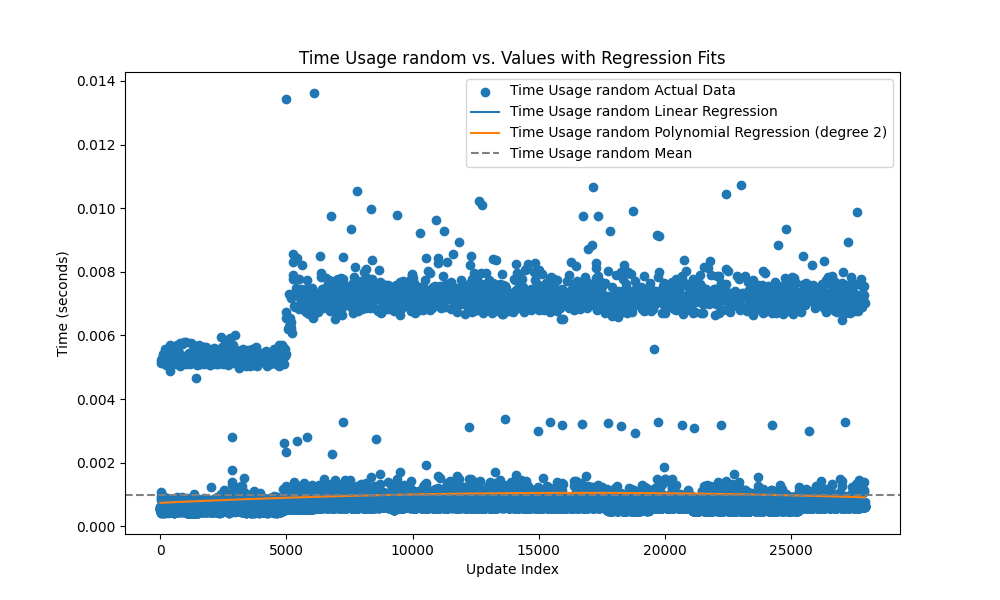 Time Usage random vs. Values with Regression Fits
Time Usage random Actual Data
Time Usage random Linear Regression
Time Usage random Polynomial Regression (degree 2)
Time Usage random Mean
Time (seconds)
0.014
0.012
0.010
0.008
0.006
0.004
0.002
0.000
0 5000 10000 15000 20000 25000
Update Index